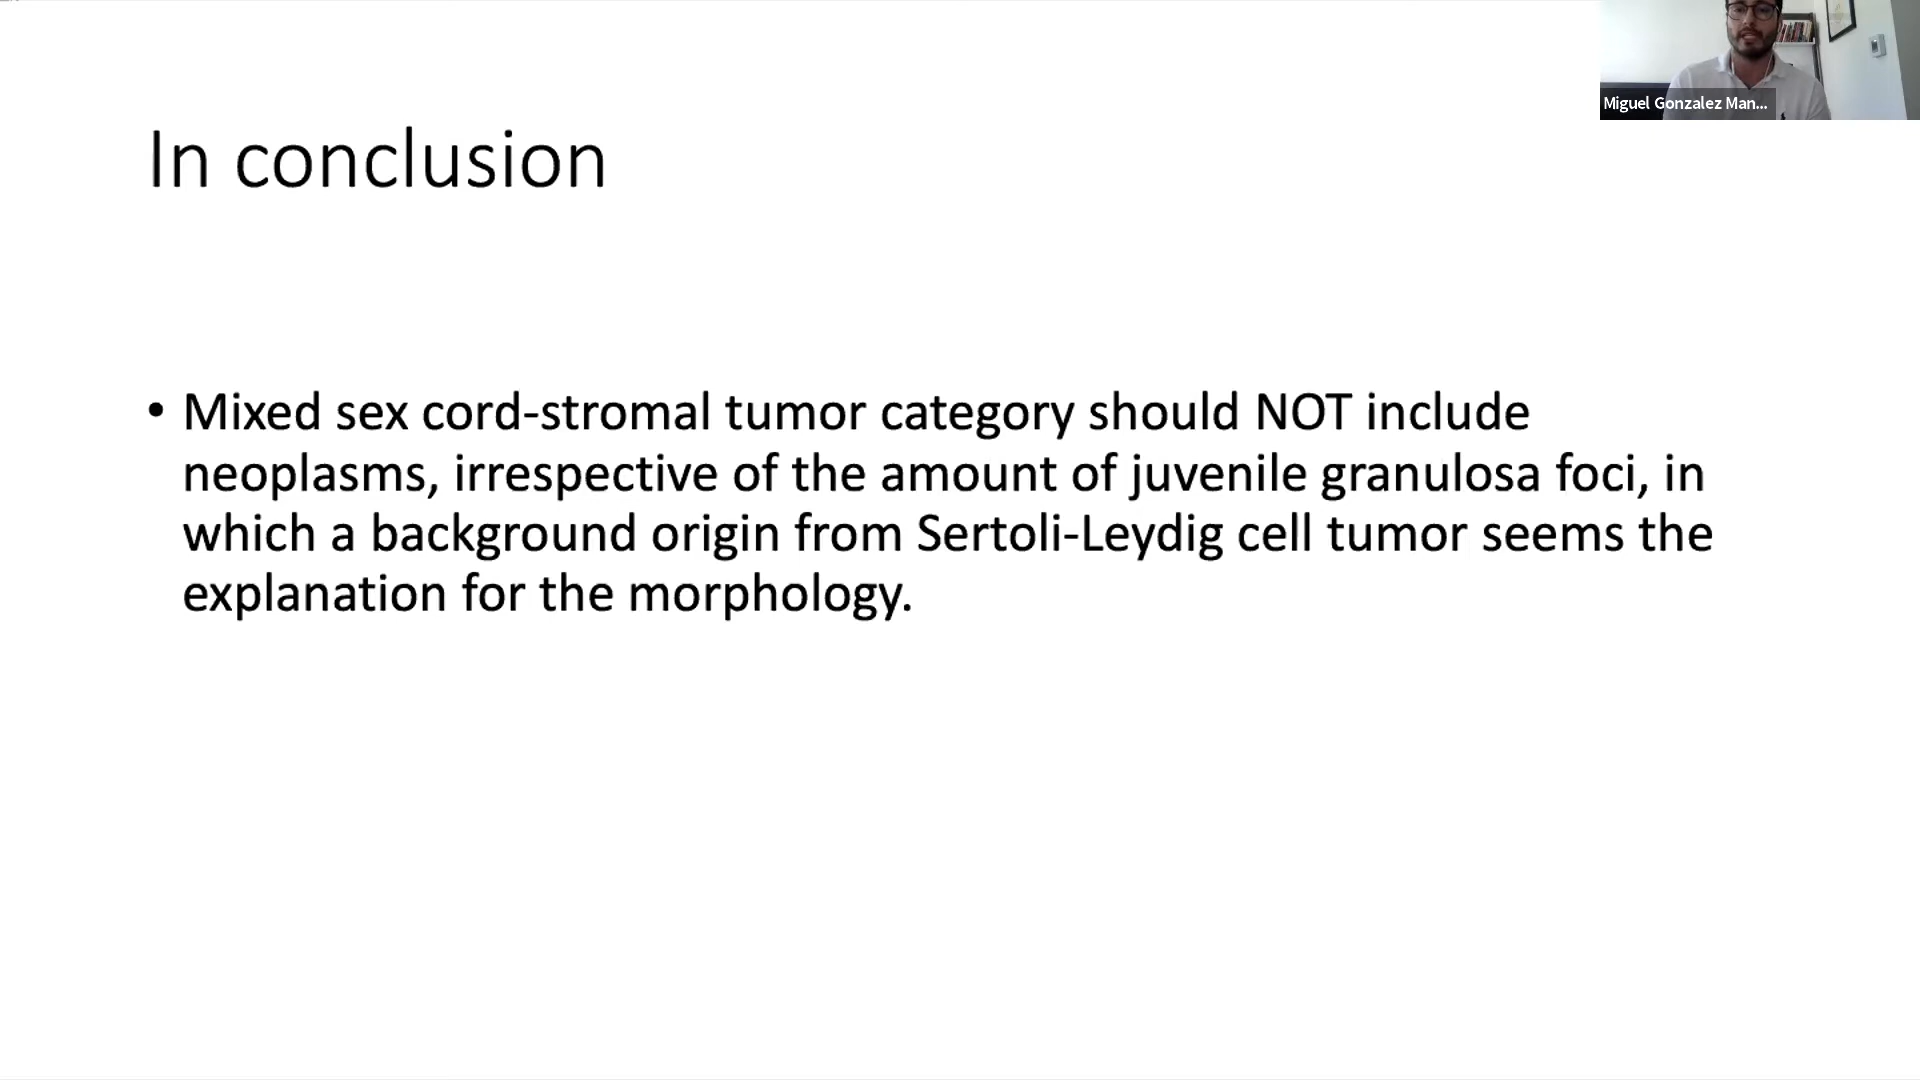 Miguel Gonzalez Man...
In conclusion
• Mixed sex cord-stromal tumor category should NOT include
neoplasms, irrespective of the amount of juvenile granulosa foci, in
which a background origin from Sertoli-Leydig cell tumor seems the
explanation for the morphology.